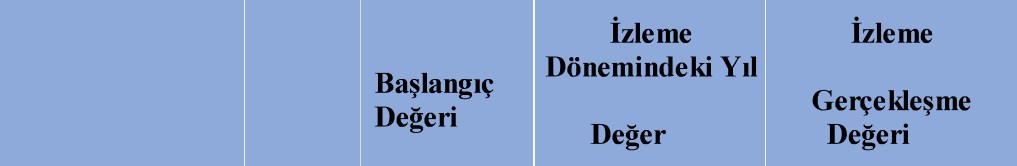 Başlangıç
Değeri
İzleme
Dönemindeki Yıl
Değer
İzleme
Gerçekleşme
Değeri